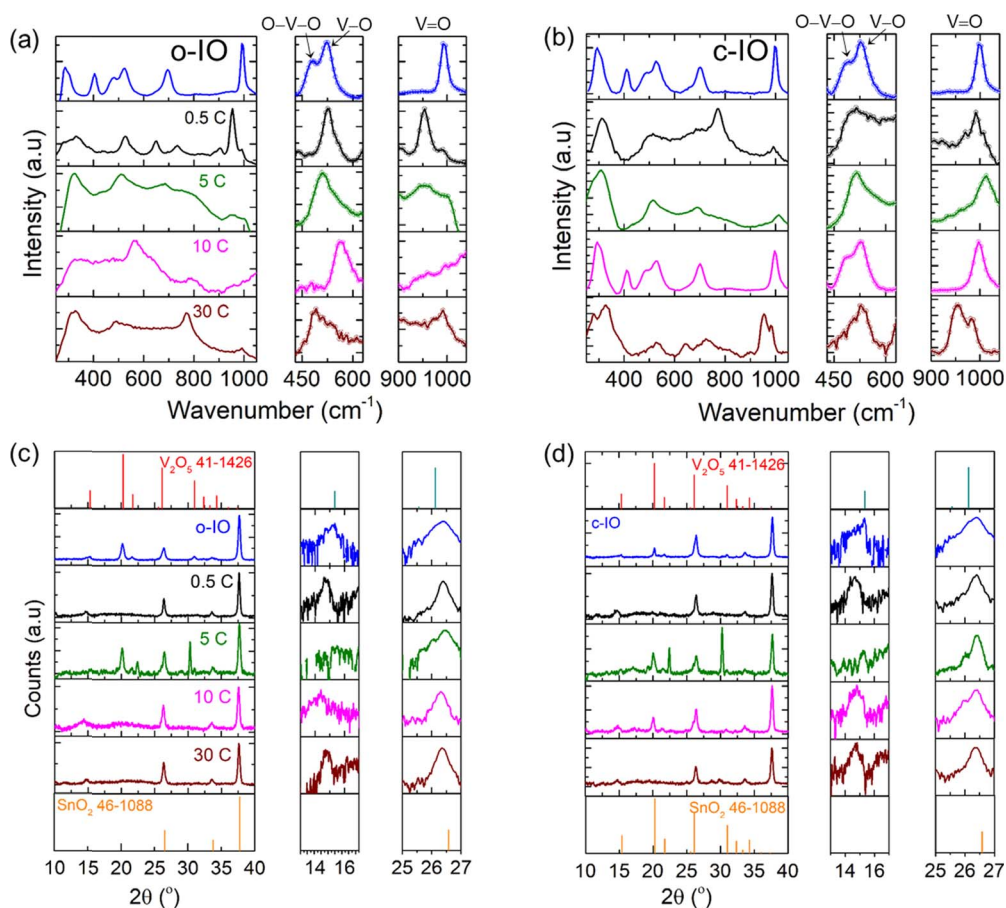 (a)
O–V–O V–O V=O
o-IO
0.5 C
5 C
10 C
30 C
Intensity (a.u)
400 600 800 1000 450 600 900 1000
Wavenumber (cm⁻¹)
(b)
O–V–O V–O V=O
c-IO
Intensity (a.u)
400 600 800 1000 450 600 900 1000
Wavenumber (cm⁻¹)
(c)
V₂O₅ 41-1426
o-IO
0.5 C
5 C
10 C
30 C
SnO₂ 46-1088
Counts (a.u)
10 15 20 25 30 35 40 14 16 25 26 27
2θ (°)
(d)
V₂O₅ 41-1426
c-IO
SnO₂ 46-1088
10 15 20 25 30 35 40 14 16 25 26 27
2θ (°)